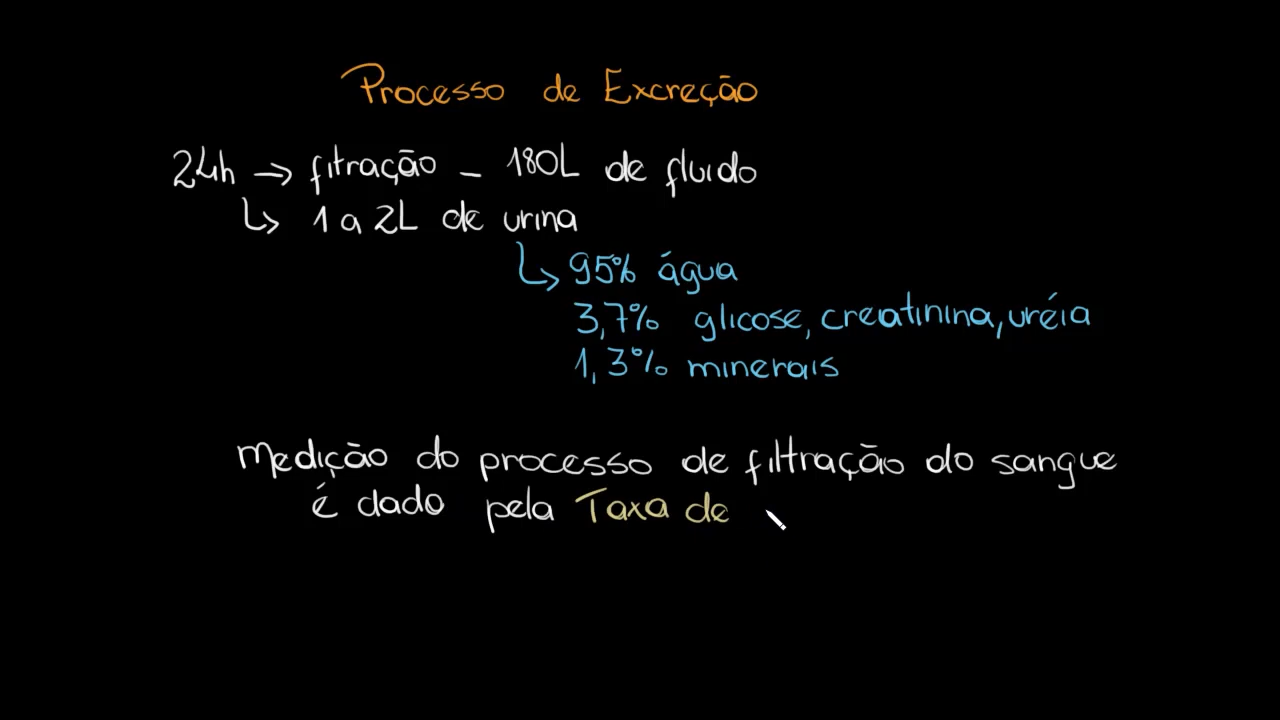 Processo de Excreção
24h → fitração - 180L de fluido
↳ 1 a 2L de urina
↳ 95% água
3,7% glicose, creatinina, uréia
1,3% minerais
medição do processo de filtração do sangue
é dado pela Taxa de